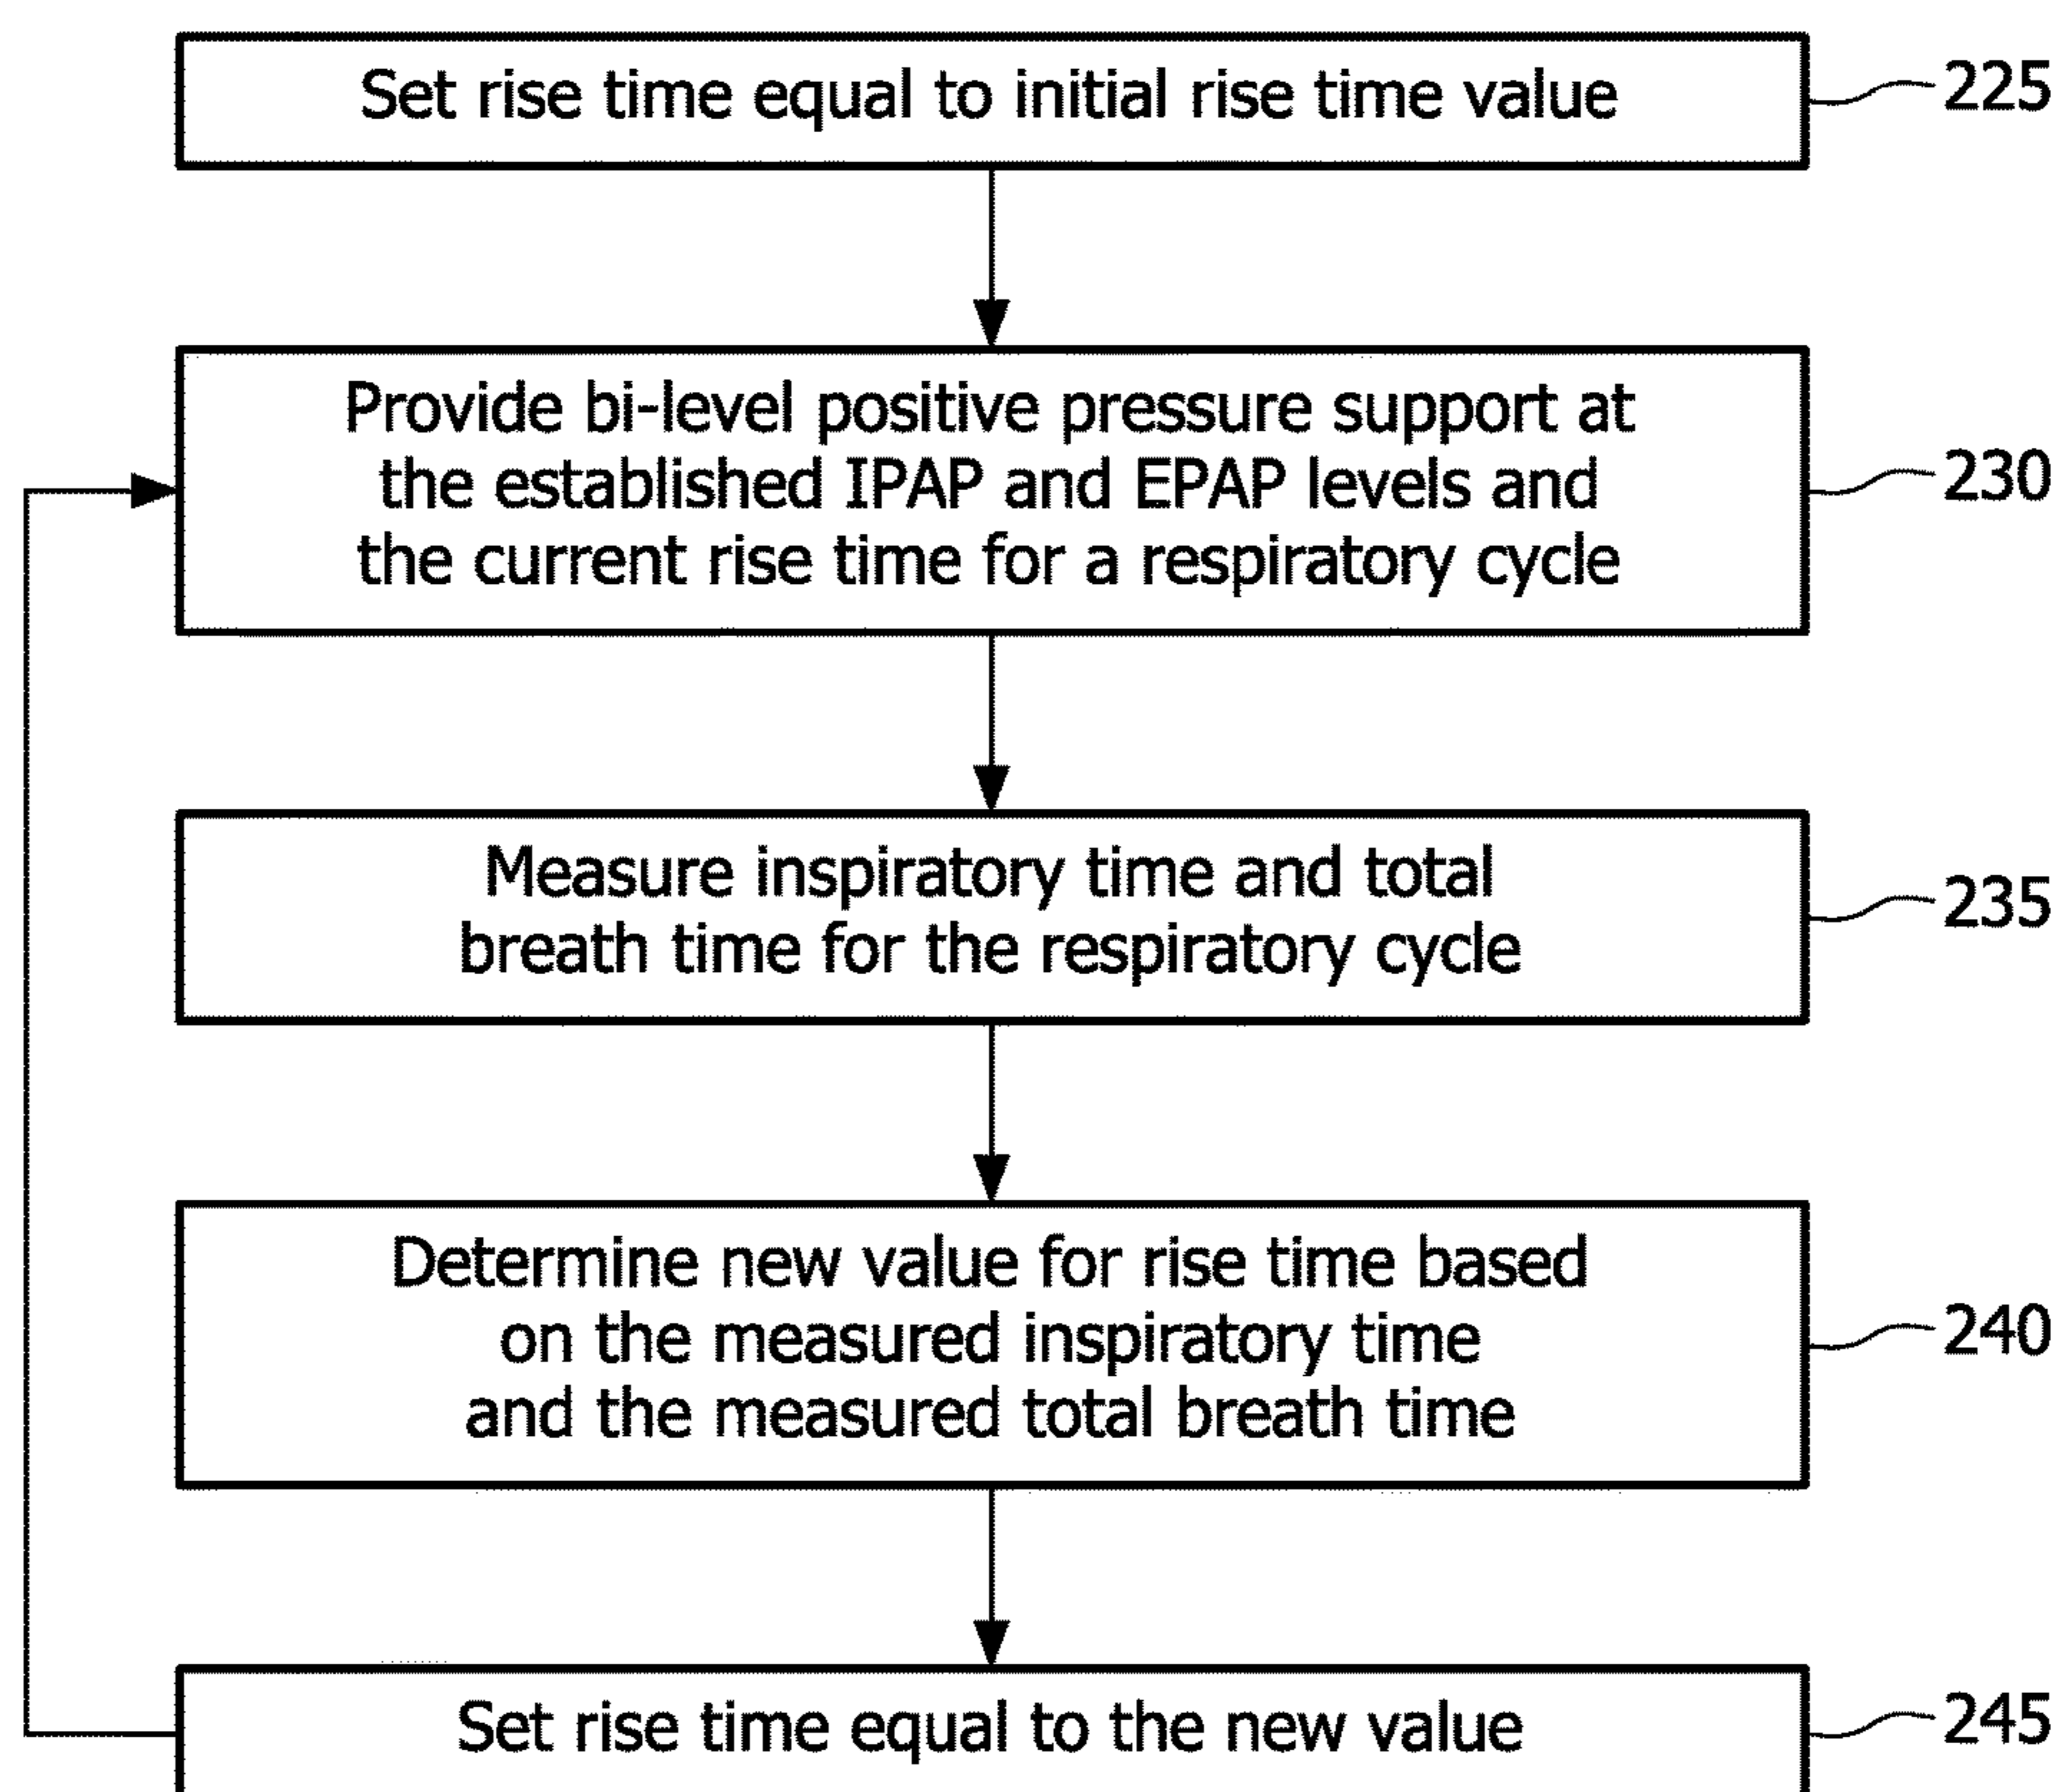 Set rise time equal to initial rise time value
225
Provide bi-level positive pressure support at
the established IPAP and EPAP levels and
the current rise time for a respiratory cycle
230
Measure inspiratory time and total
breath time for the respiratory cycle
235
Determine new value for rise time based
on the measured inspiratory time
and the measured total breath time
240
Set rise time equal to the new value
245